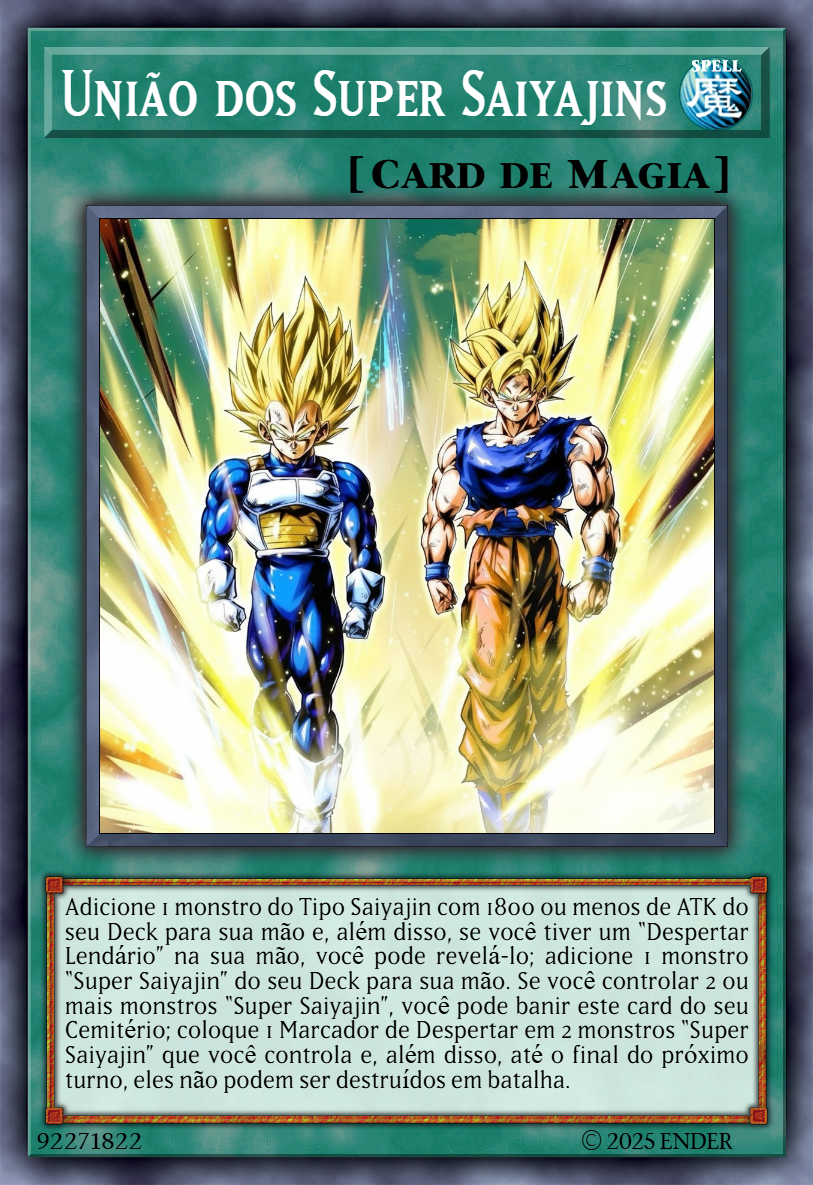 União dos Super Saiyajins
SPELL
魔
[Card de Magia]
Adicione 1 monstro do Tipo Saiyajin com 1800 ou menos de ATK do
seu Deck para sua mão e, além disso, se você tiver um "Despertar
Lendário" na sua mão, você pode revelá-lo; adicione 1 monstro
"Super Saiyajin" do seu Deck para sua mão. Se você controlar 2 ou
mais monstros "Super Saiyajin", você pode banir este card do seu
Cemitério; coloque 1 Marcador de Despertar em 2 monstros "Super
Saiyajin" que você controla e, além disso, até o final do próximo
turno, eles não podem ser destruídos em batalha.
92271822
© 2025 ENDER